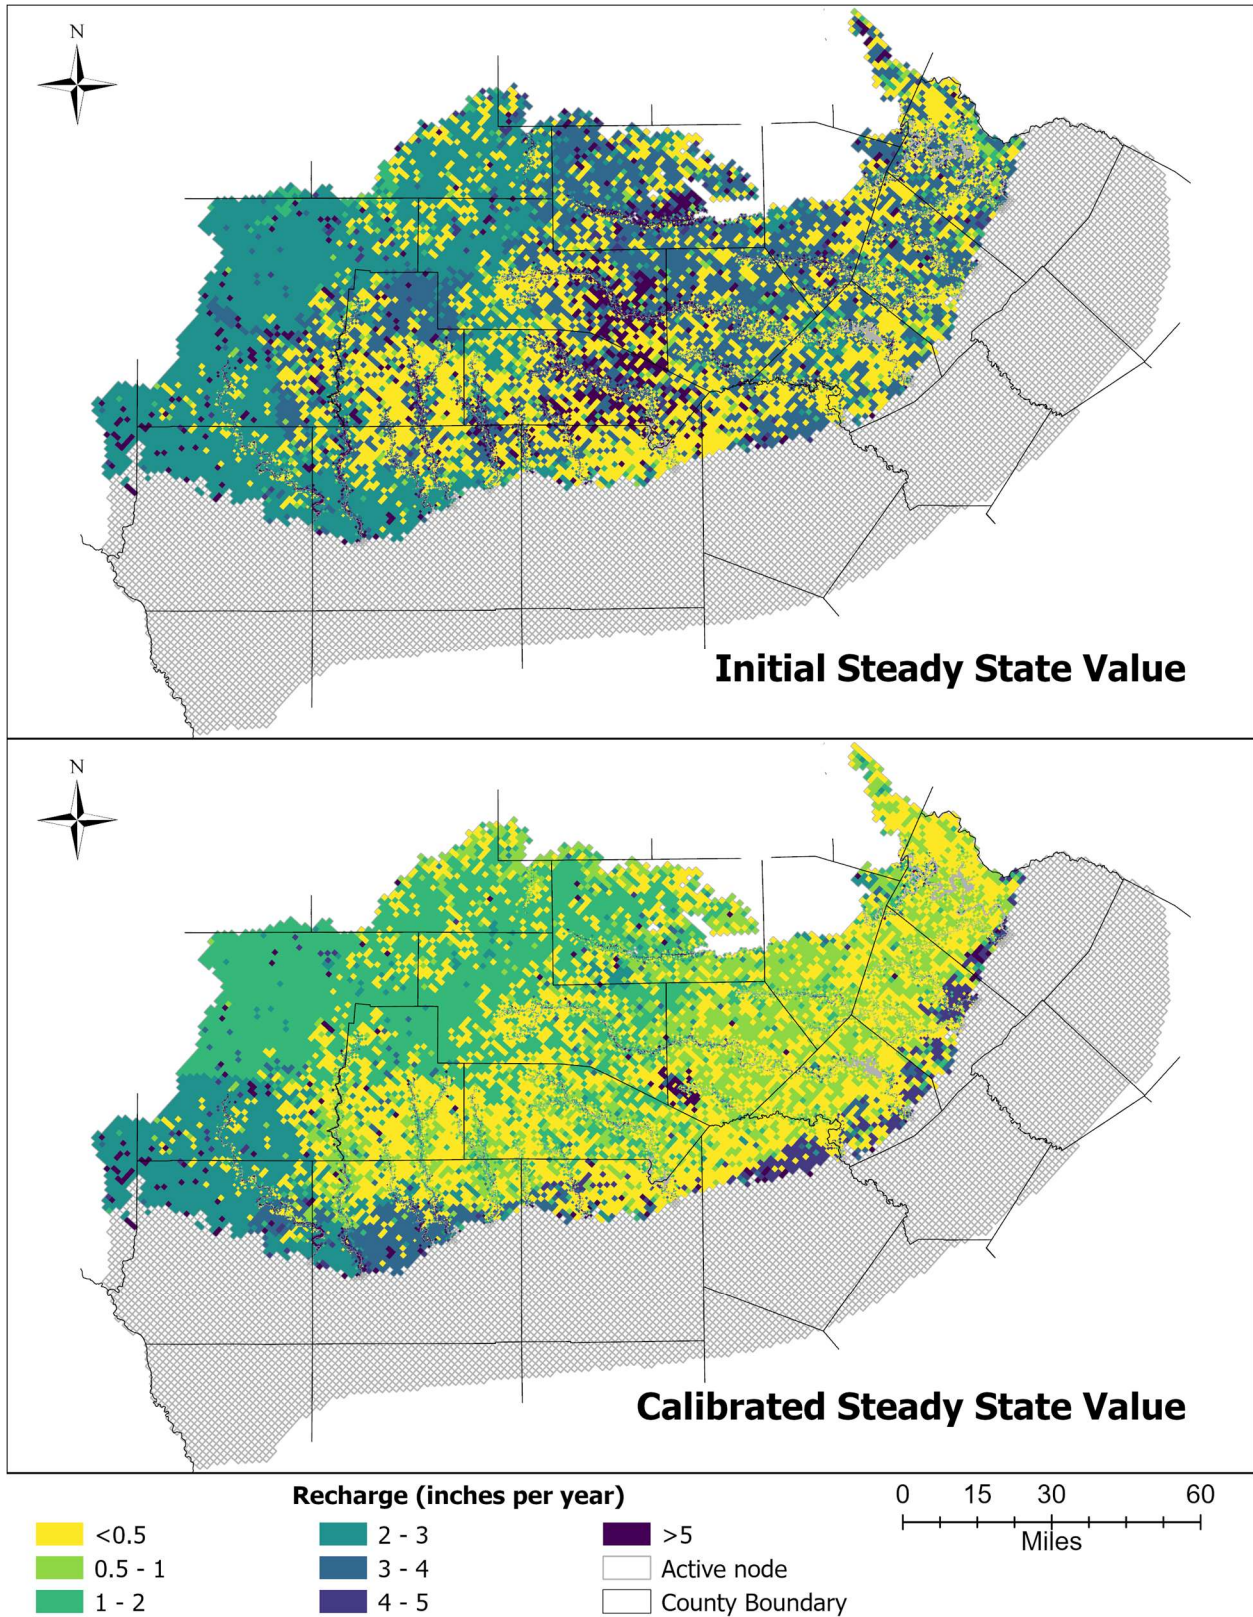 N
Initial Steady State Value
N
Calibrated Steady State Value
Recharge (inches per year)
<0.5
0.5 - 1
1 - 2
2 - 3
3 - 4
4 - 5
>5
Active node
County Boundary
0 15 30 60
Miles